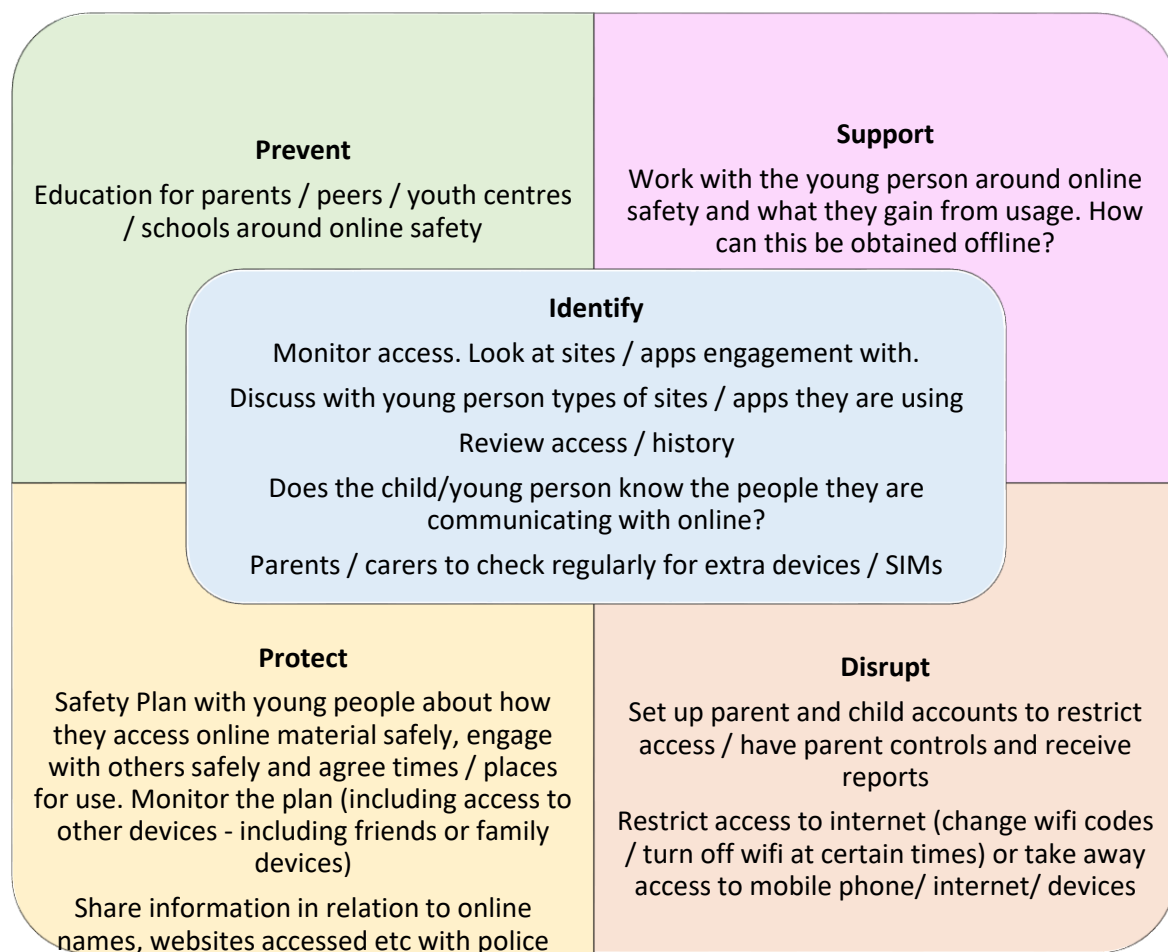 Prevent
Education for parents / peers / youth centres
/ schools around online safety
Support
Work with the young person around online
safety and what they gain from usage. How
can this be obtained offline?
Identify
Monitor access. Look at sites / apps engagement with.
Discuss with young person types of sites / apps they are using
Review access / history
Does the child/young person know the people they are
communicating with online?
Parents / carers to check regularly for extra devices / SIMs
Protect
Safety Plan with young people about how
they access online material safely, engage
with others safely and agree times / places
for use. Monitor the plan (including access to
other devices - including friends or family
devices)
Share information in relation to online
names, websites accessed etc with police
Disrupt
Set up parent and child accounts to restrict
access / have parent controls and receive
reports
Restrict access to internet (change wifi codes
/ turn off wifi at certain times) or take away
access to mobile phone/ internet/ devices